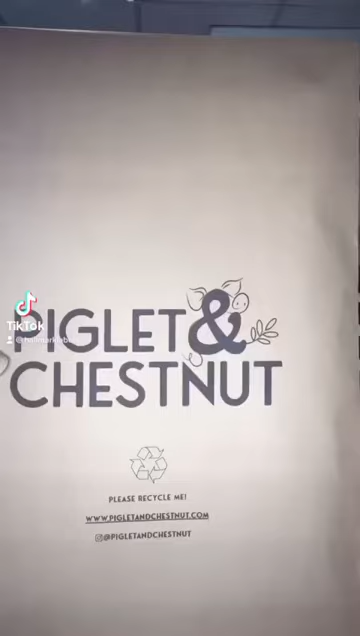 PIGLET&
CHESTNUT
TikTok
PLEASE RECYCLE ME!
WWW.PIGLETANDCHESTNUT.COM
@PIGLETANDCHESTNUT